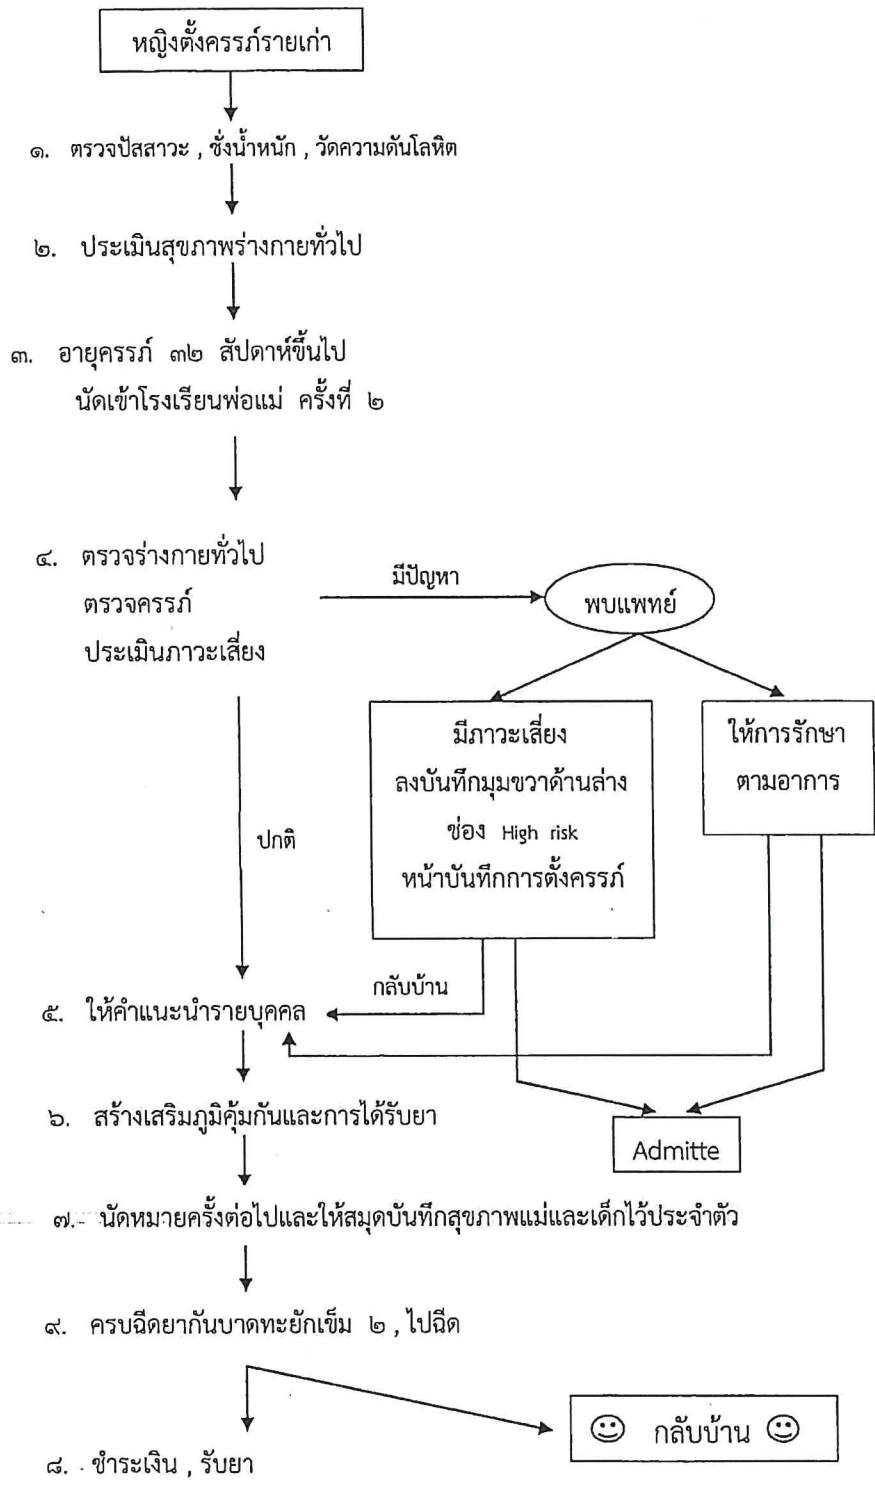 หญิงตั้งครรภ์รายเก่า
๑. ตรวจปัสสาวะ , ชั่งน้ำหนัก , วัดความดันโลหิต
๒. ประเมินสุขภาพร่างกายทั่วไป
๓. อายุครรภ์ ๓๒ สัปดาห์ขึ้นไป
นัดเข้าโรงเรียนพ่อแม่ ครั้งที่ ๒
๔. ตรวจร่างกายทั่วไป
ตรวจครรภ์
ประเมินภาวะเสี่ยง
มีปัญหา
พบแพทย์
มีภาวะเสี่ยง
ลงบันทึกมุมขวาด้านล่าง
ช่อง High risk
หน้าบันทึกการตั้งครรภ์
ให้การรักษา
ตามอาการ
ปกติ
กลับบ้าน
๕. ให้คำแนะนำรายบุคคล
๖. สร้างเสริมภูมิคุ้มกันและการได้รับยา
Admitte
๗. นัดหมายครั้งต่อไปและให้สมุดบันทึกสุขภาพแม่และเด็กไว้ประจำตัว
๙. ครบฉีดยากันบาดทะยักเข็ม ๒ , ไปฉีด
☺ กลับบ้าน ☺
๘. ชำระเงิน , รับยา